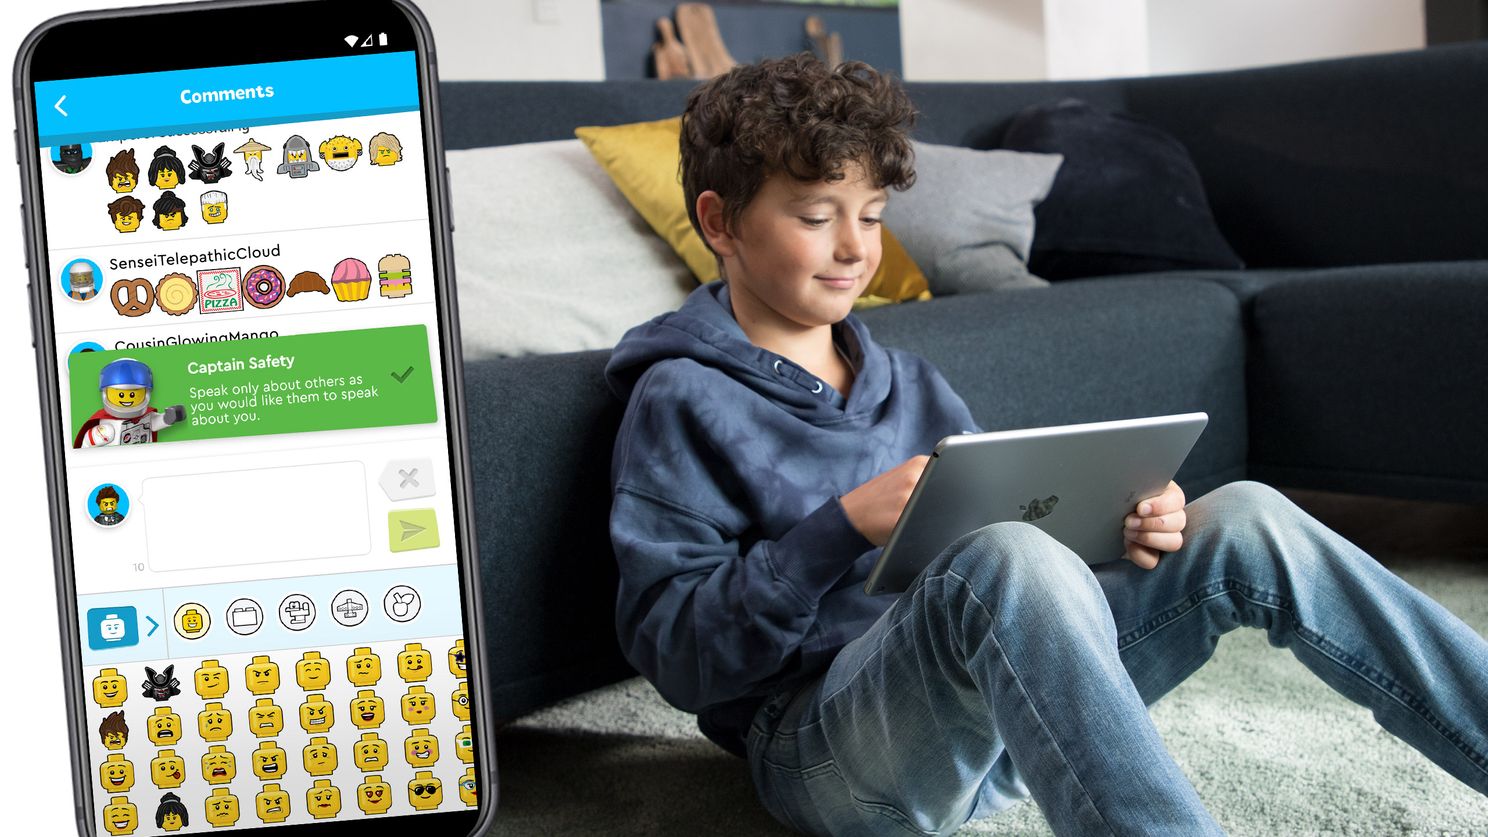 Comments
SenseiTelepathicCloud
PIZZA
CousinGlowingMango
Captain Safety
Speak only about others as
you would like them to speak
about you.
10